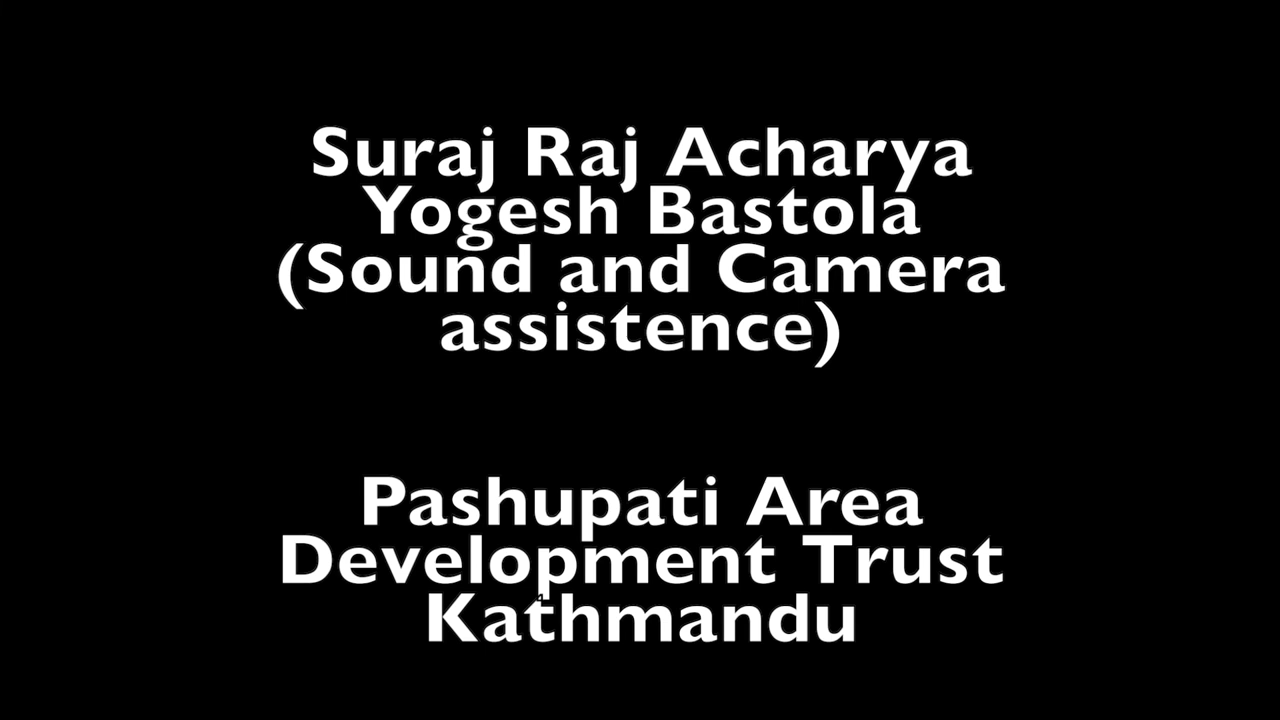 Suraj Raj Acharya
Yogesh Bastola
(Sound and Camera
assistence)
Pashupati Area
Development Trust
Kathmandu